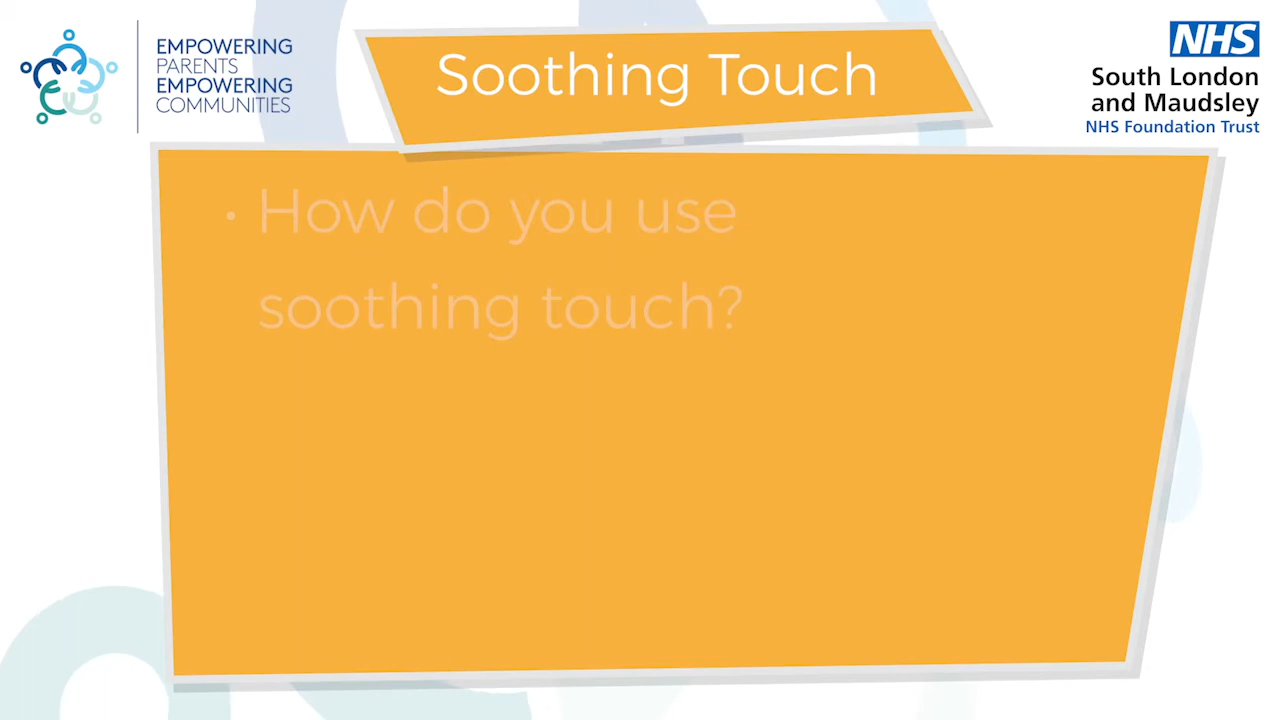 EMPOWERING
PARENTS
EMPOWERING
COMMUNITIES
Soothing Touch
NHS
South London
and Maudsley
NHS Foundation Trust
• How do you use
soothing touch?